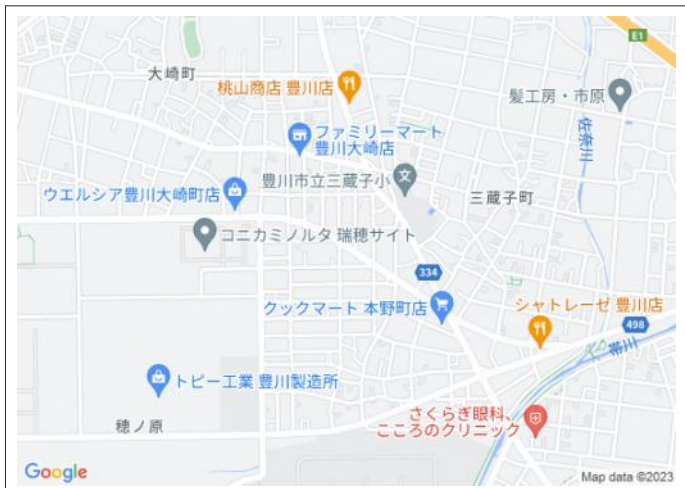 E1
大崎町
桃山商店 豊川店
髪工房・市原
佐奈川
ファミリーマート
豊川大崎店
豊川市立三蔵子小
三蔵子町
ウエルシア豊川大崎町店
コニカミノルタ 瑞穂サイト
334
クックマート 本野町店
シャトレーゼ 豊川店
498
帯川
トピー工業 豊川製造所
さくらぎ眼科、
こころのクリニック
穂ノ原
Google
Map data ©2023